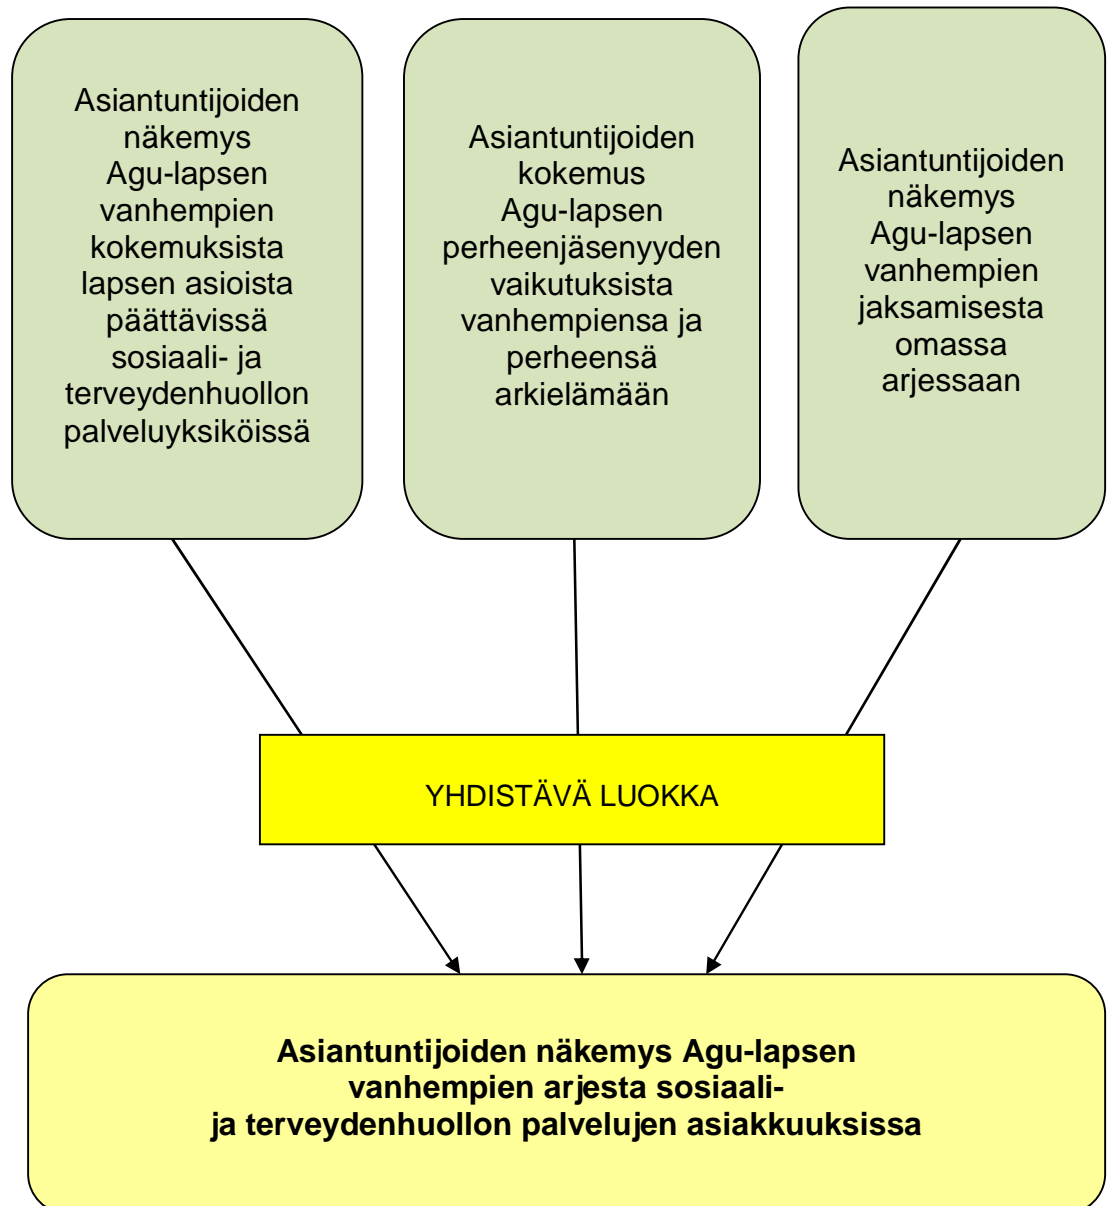 Asiantuntijoiden
näkemys
Agu-lapsen
vanhempien
kokemuksista
lapsen asioista
päättävissä
sosiaali- ja
terveydenhuollon
palveluyksiköissä
Asiantuntijoiden
kokemus
Agu-lapsen
perheenjäsenyyden
vaikutuksista
vanhempiensa ja
perheensä
arkielämään
Asiantuntijoiden
näkemys
Agu-lapsen
vanhempien
jaksamisesta
omassa
arjessaan
YHDISTÄVÄ LUOKKA
Asiantuntijoiden näkemys Agu-lapsen
vanhempien arjesta sosiaali-
ja terveydenhuollon palvelujen asiakkuuksissa